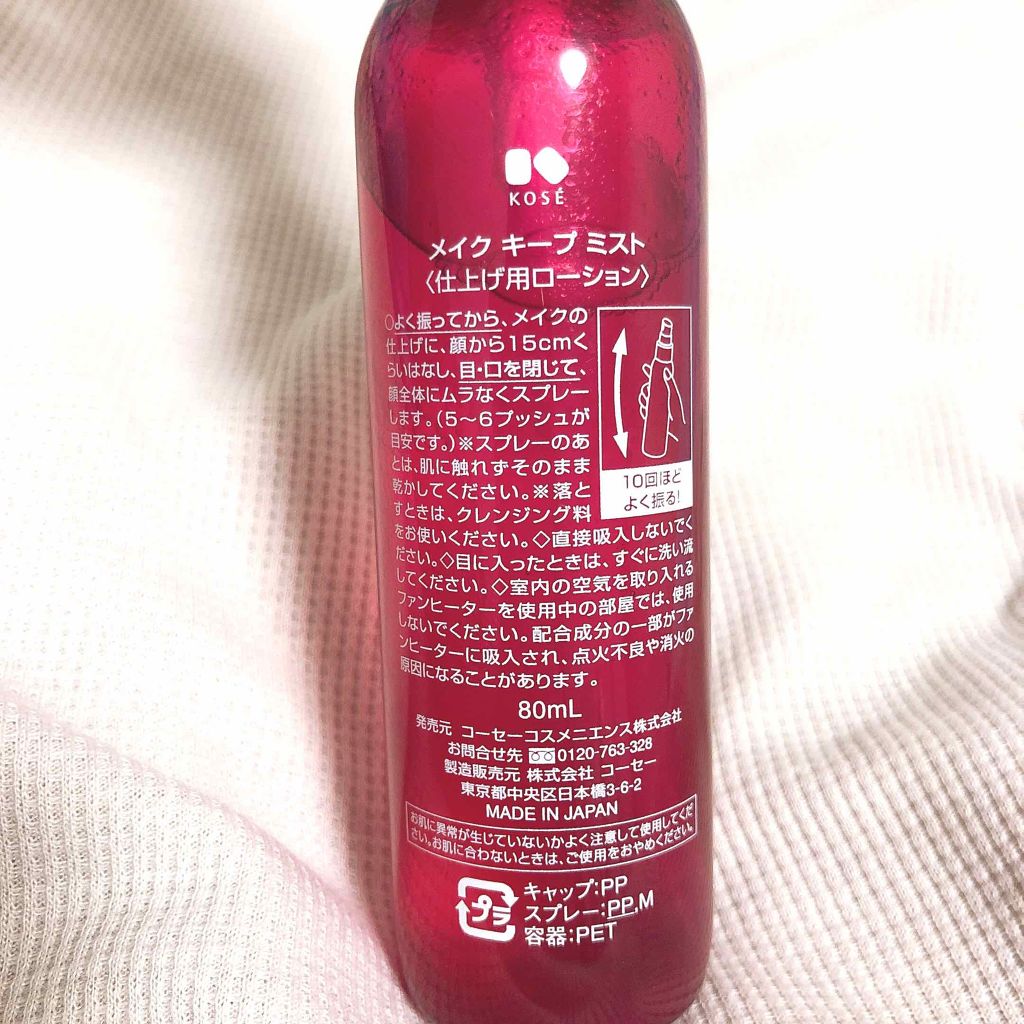 KOSÉ
メイク キープ ミスト
〈仕上げ用ローション〉
○よく振ってから、メイクの
仕上げに、顔から15cmく
らいはなし、目・口を閉じて、
顔全体にムラなくスプレー
します。(5〜6プッシュが
目安です。)※スプレーのあ
とは、肌に触れずそのまま
乾かしてください。※落と
すときは、クレンジング料
をお使いください。◇直接吸入しないでく
ださい。◇目に入ったときは、すぐに洗い流
してください。◇室内の空気を取り入れる
ファンヒーターを使用中の部屋では、使用
しないでください。配合成分の一部がファ
ンヒーターに吸入され、点火不良や消火の
原因になることがあります。
10回ほど
よく振る!
80mL
発売元 コーセーコスメニエンス株式会社
お問合せ先 0120-763-328
製造販売元 株式会社 コーセー
東京都中央区日本橋3-6-2
MADE IN JAPAN
お肌に異常が生じていないかよく注意して使用してくだ
さい。お肌に合わないときは、ご使用をおやめください。
プラ
キャップ:PP
スプレー:PP,M
容器:PET